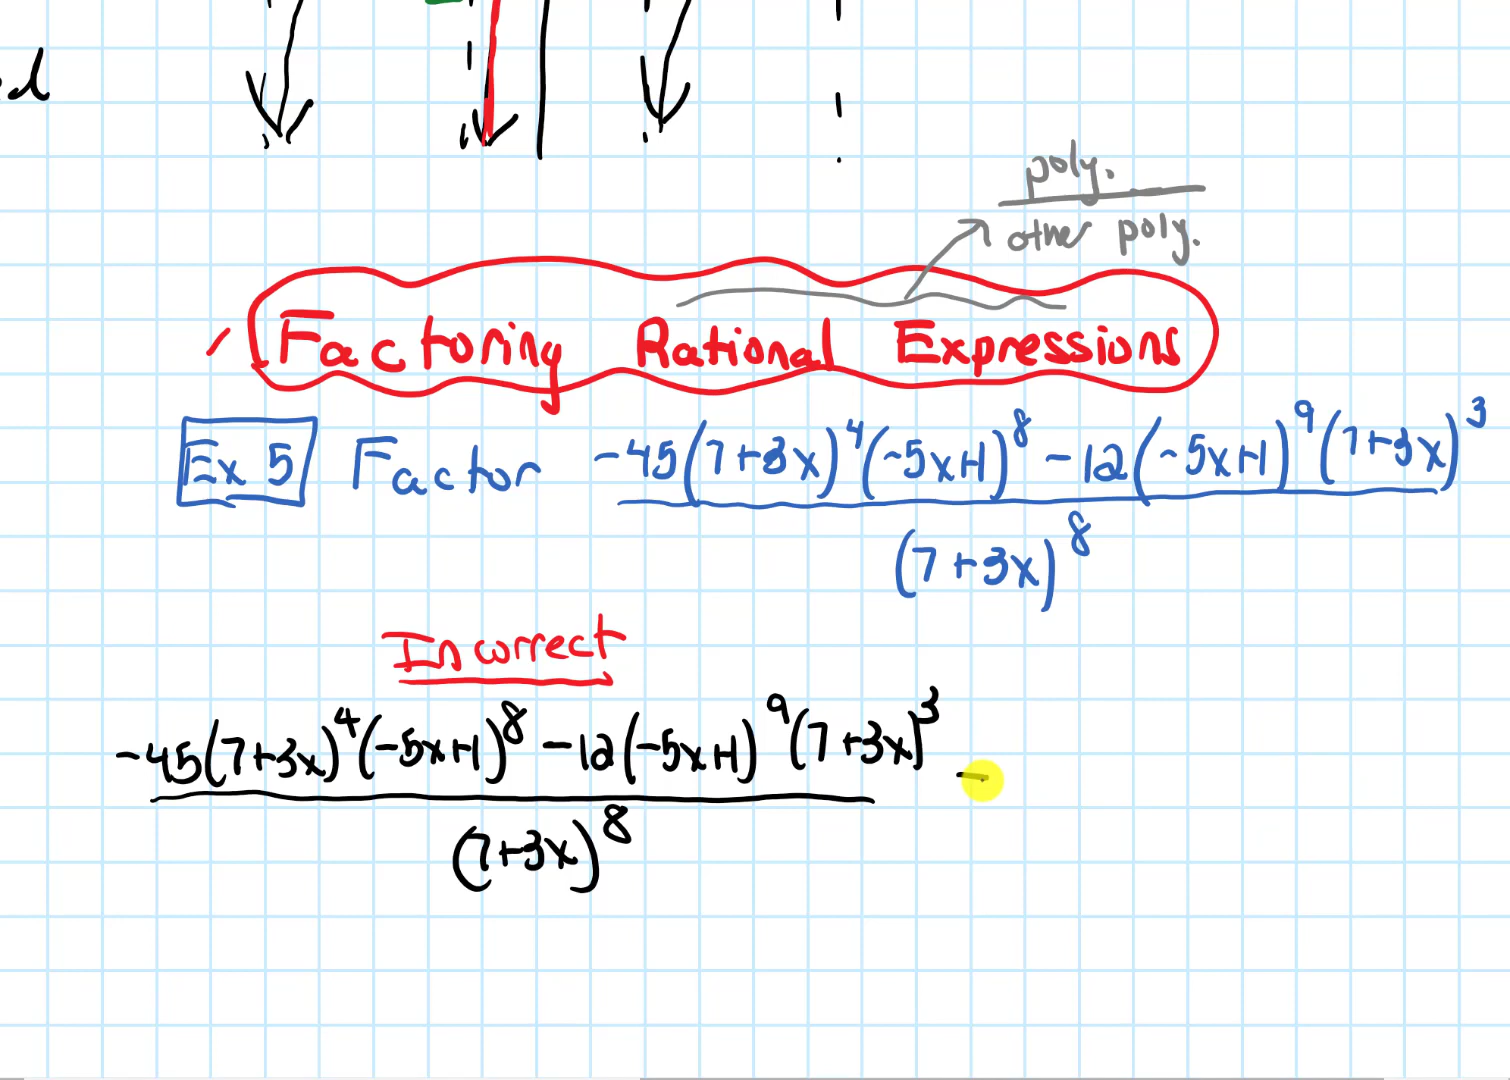 poly.
other poly.
Factoring Rational Expressions
Ex 5 Factor -45(7+3x)^4(-5x+1)^8 - 12(-5x+1)^9(7+3x)^3
(7+3x)^8
Incorrect
-45(7+3x)^4(-5x+1)^8 - 12(-5x+1)^9(7+3x)^3
(7+3x)^8